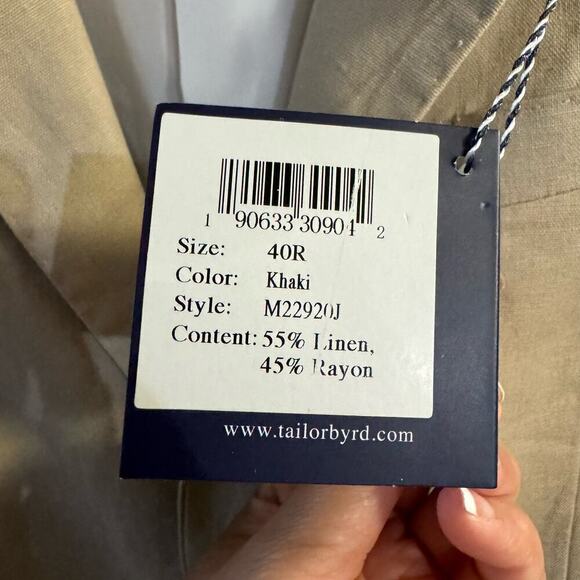 1 90633 30904 2
Size: 40R
Color: Khaki
Style: M22920J
Content: 55% Linen,
45% Rayon
www.tailorbyrd.com